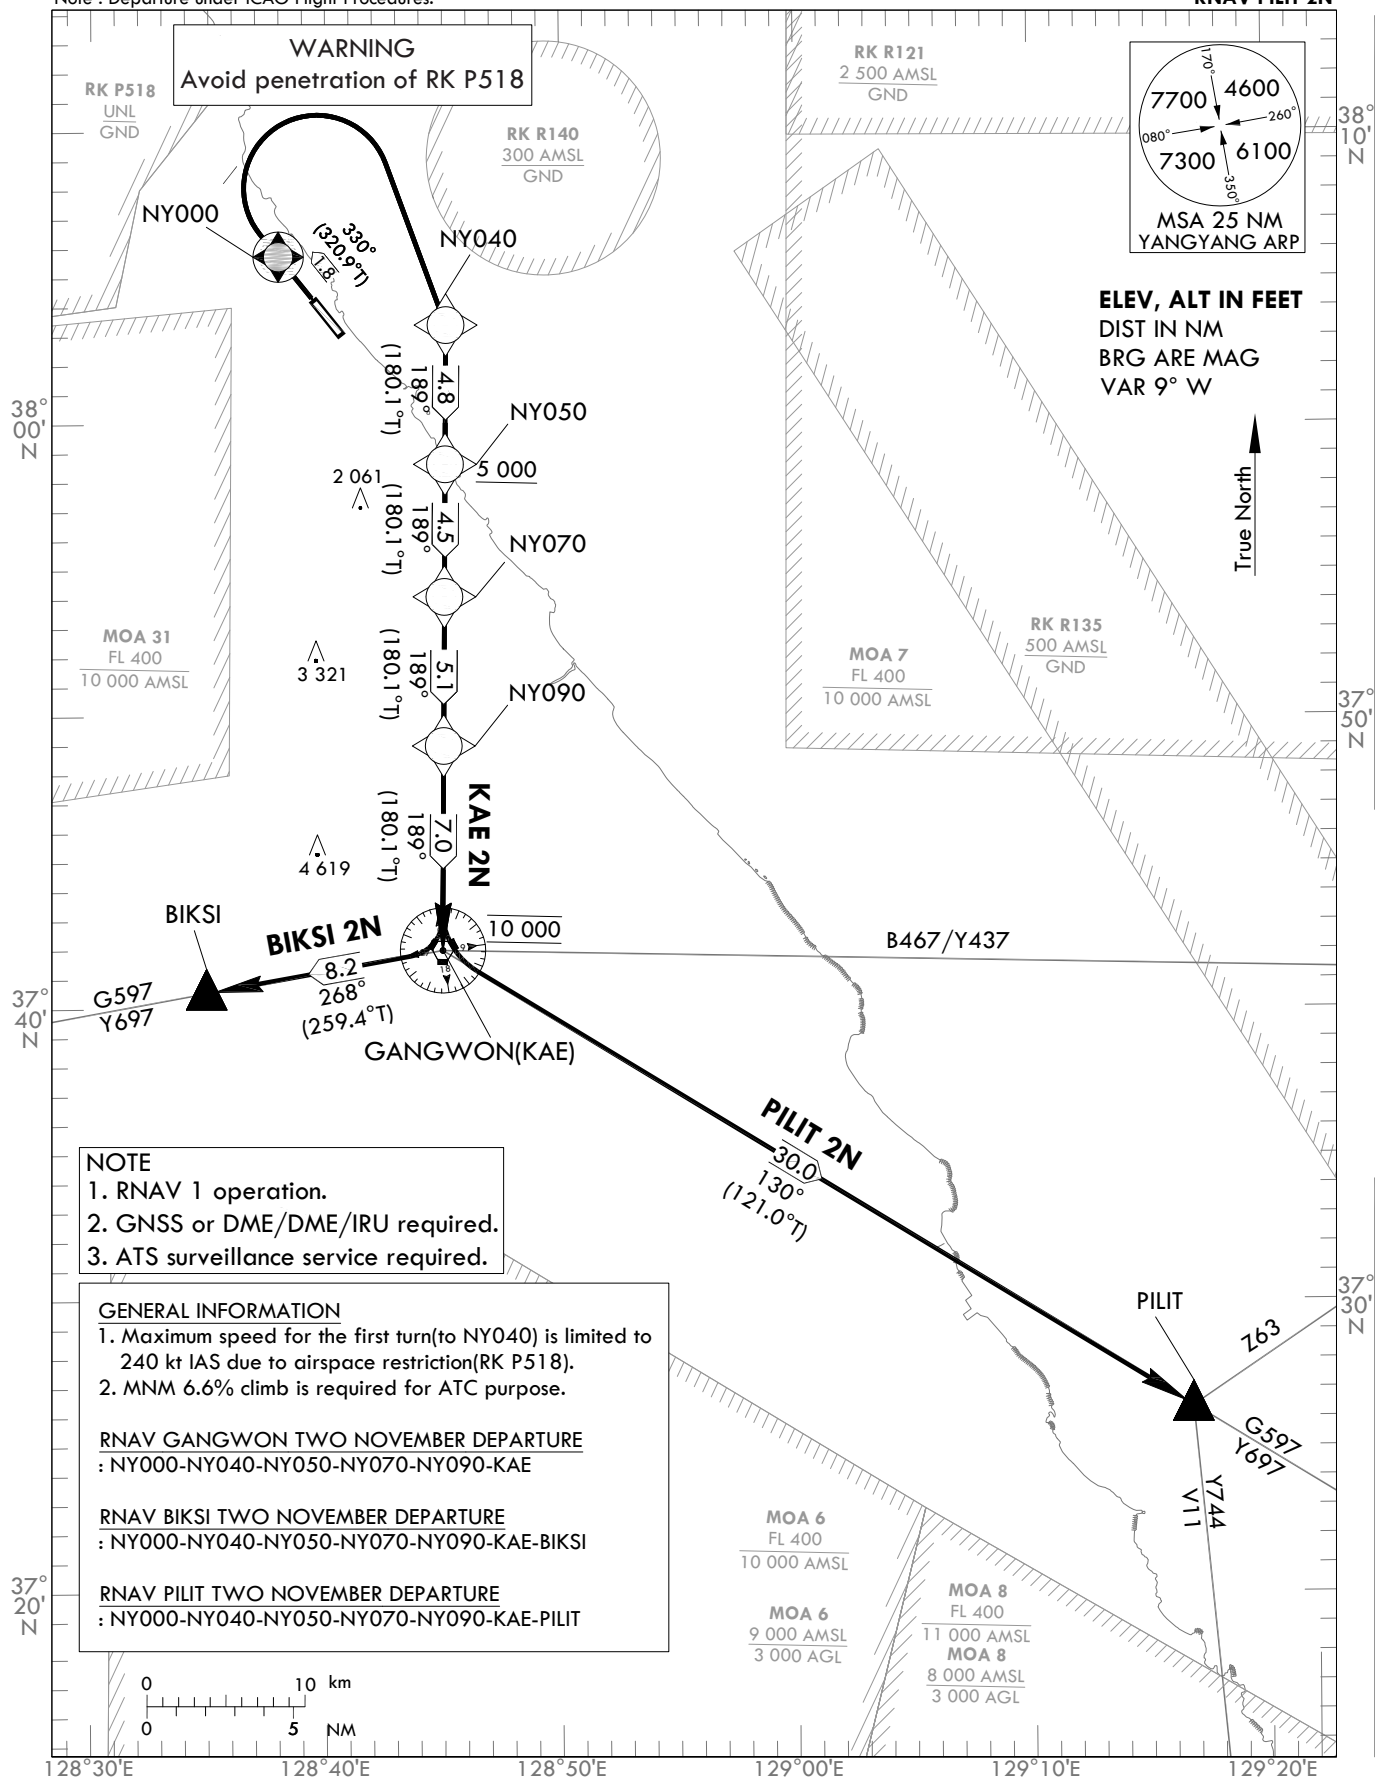 WARNING
Avoid penetration of RK P518
RK P518
UNL
GND
RK R140
300 AMSL
GND
RK R121
2 500 AMSL
GND
170°
7700
4600
260°
080°
7300
6100
350°
MSA 25 NM
YANGYANG ARP
38°
10'
N
NY000
330°
(320.9°T)
1.8
NY040
ELEV, ALT IN FEET
DIST IN NM
BRG ARE MAG
VAR 9° W
True North
4.8
189°
(180.1°T)
38°
00'
N
NY050
5 000
2 061
4.5
189°
(180.1°T)
NY070
MOA 31
FL 400
10 000 AMSL
3 321
5.1
189°
(180.1°T)
NY090
MOA 7
FL 400
10 000 AMSL
RK R135
500 AMSL
GND
37°
50'
N
7.0
189°
(180.1°T)
KAE 2N
4 619
BIKSI
BIKSI 2N
8.2
268°
(259.4°T)
10 000
B467/Y437
G597
Y697
37°
40'
N
GANGWON(KAE)
PILIT 2N
30.0
130°
(121.0°T)
NOTE
1. RNAV 1 operation.
2. GNSS or DME/DME/IRU required.
3. ATS surveillance service required.
GENERAL INFORMATION
1. Maximum speed for the first turn(to NY040) is limited to
240 kt IAS due to airspace restriction(RK P518).
2. MNM 6.6% climb is required for ATC purpose.
RNAV GANGWON TWO NOVEMBER DEPARTURE
: NY000-NY040-NY050-NY070-NY090-KAE
RNAV BIKSI TWO NOVEMBER DEPARTURE
: NY000-NY040-NY050-NY070-NY090-KAE-BIKSI
RNAV PILIT TWO NOVEMBER DEPARTURE
: NY000-NY040-NY050-NY070-NY090-KAE-PILIT
PILIT
37°
30'
N
Z63
G597
Y697
Y744
V11
MOA 6
FL 400
10 000 AMSL
MOA 6
9 000 AMSL
3 000 AGL
MOA 8
FL 400
11 000 AMSL
MOA 8
8 000 AMSL
3 000 AGL
37°
20'
N
0 10 km
0 5 NM
128°30'E 128°40'E 128°50'E 129°00'E 129°10'E 129°20'E